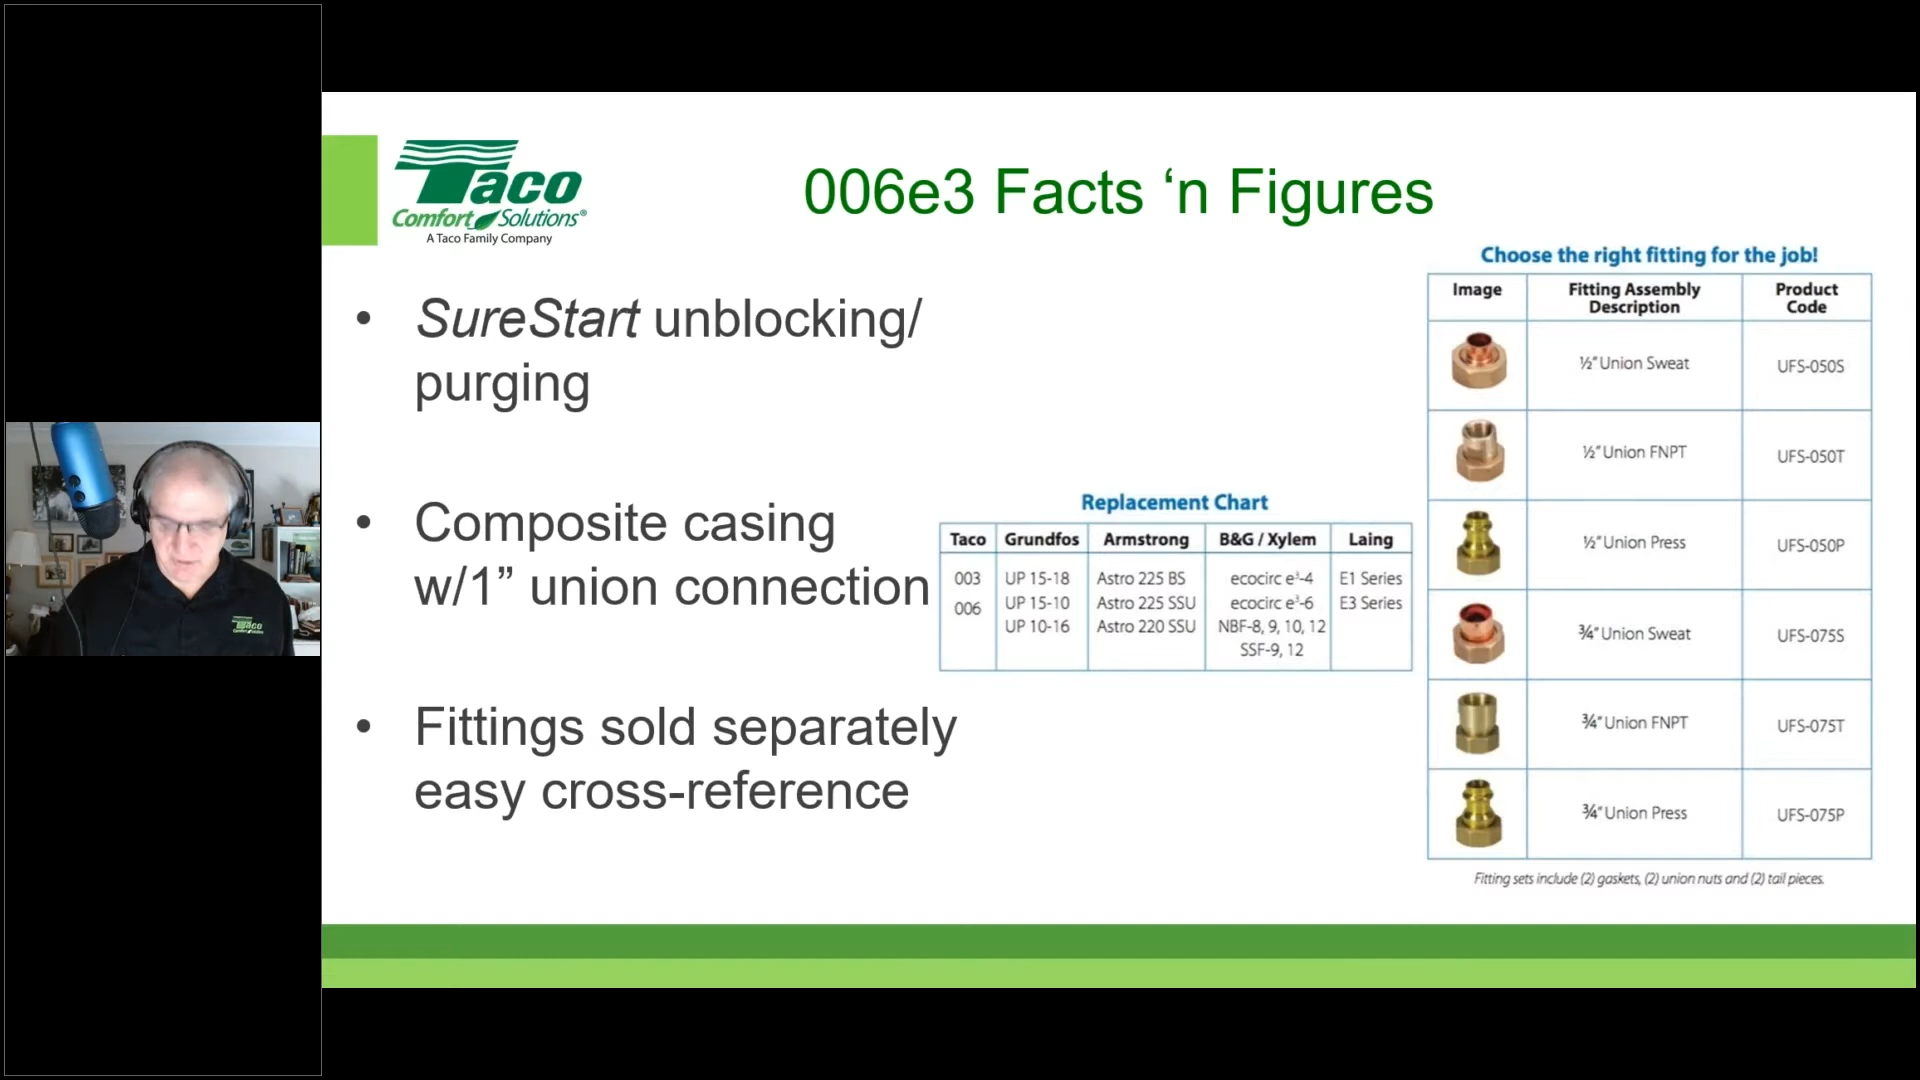 Taco
Comfort Solutions®
A Taco Family Company
006e3 Facts ‘n Figures
• SureStart unblocking/
purging
• Composite casing
w/1” union connection
• Fittings sold separately
easy cross-reference
Replacement Chart
Taco Grundfos Armstrong B&G / Xylem Laing
003 UP 15-18 Astro 225 BS ecocirc e³-4 E1 Series
006 UP 15-10 Astro 225 SSU ecocirc e³-6 E3 Series
UP 10-16 Astro 220 SSU NBF-8, 9, 10, 12
SSF-9, 12
Choose the right fitting for the job!
Image Fitting Assembly Description Product Code
½" Union Sweat UFS-050S
½" Union FNPT UFS-050T
½" Union Press UFS-050P
¾" Union Sweat UFS-075S
¾" Union FNPT UFS-075T
¾" Union Press UFS-075P
Fitting sets include (2) gaskets, (2) union nuts and (2) tail pieces.
Taco